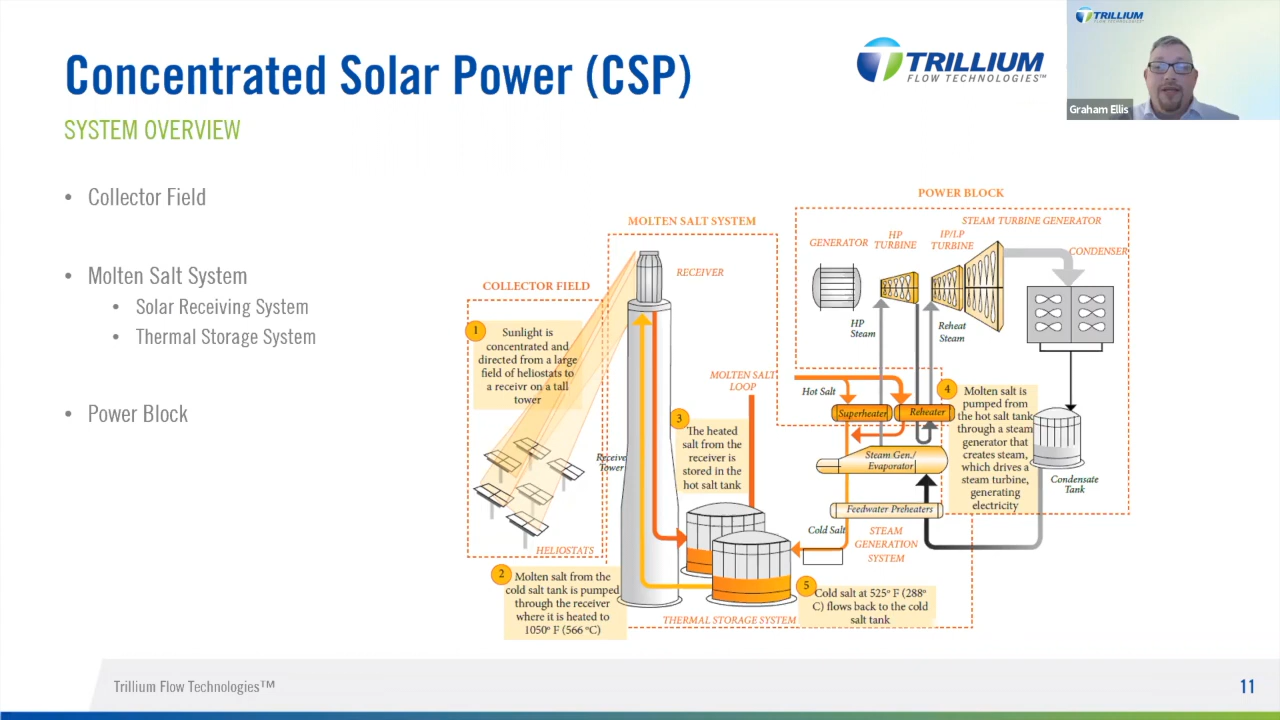 Concentrated Solar Power (CSP)
SYSTEM OVERVIEW
TRILLIUM
FLOW TECHNOLOGIES™
TRILLIUM
FLOW TECHNOLOGIES
Graham Ellis
• Collector Field
• Molten Salt System
• Solar Receiving System
• Thermal Storage System
• Power Block
COLLECTOR FIELD
1
Sunlight is
concentrated and
directed from a large
field of heliostats to
a receivr on a tall
tower
HELIOSTATS
2
Molten salt from the
cold salt tank is pumped
through the receiver
where it is heated to
1050º F (566 ºC)
MOLTEN SALT SYSTEM
RECEIVER
Receive
Tower
MOLTEN SALT
LOOP
3
The heated
salt from the
receiver is
stored in the
hot salt tank
THERMAL STORAGE SYSTEM
POWER BLOCK
STEAM TURBINE GENERATOR
GENERATOR
HP
TURBINE
IP/I.P
TURBINE
CONDENSER
HP
Steam
Reheat
Steam
Hot Salt
Superheater
Reheater
Steam Gen./
Evaporator
Feedwater Preheaters
Cold Salt
STEAM
GENERATION
SYSTEM
4
Molten salt is
pumped from
the hot salt tank
through a steam
generator that
creates steam,
which drives a
steam turbine,
generating
electricity
Condensate
Tank
5
Cold salt at 525º F (288º
C) flows back to the cold
salt tank
Trillium Flow Technologies™
11